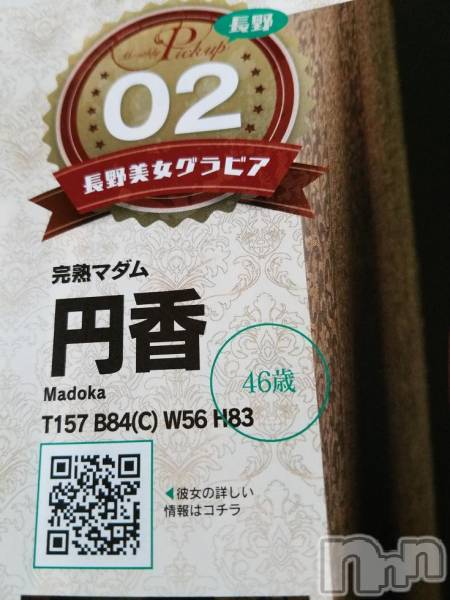 Monthly Pick up
長野
02
長野美女グラビア
完熟マダム
円香
46歳
Madoka
T157 B84(C) W56 H83
◀彼女の詳しい
情報はコチラ
nnn